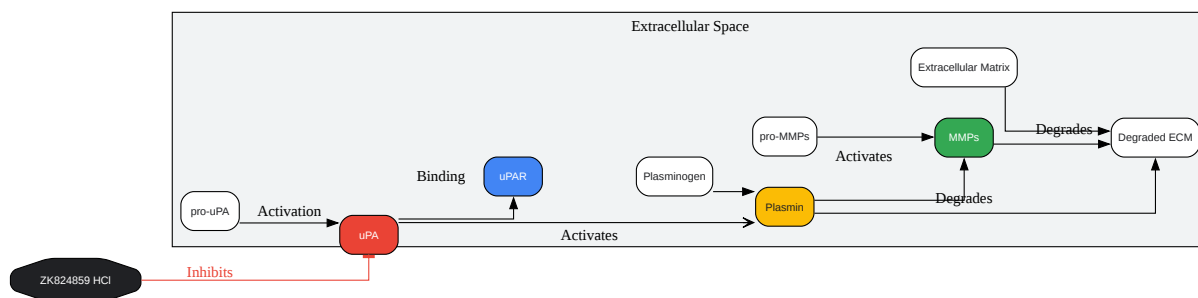 Extracellular Space
Extracellular Matrix
pro-MMPs
MMPs
Degrades
Degraded ECM
Activates
Binding
uPAR
Plasminogen
Plasmin
Degrades
pro-uPA
Activation
uPA
Activates
ZK824859 HCl
Inhibits